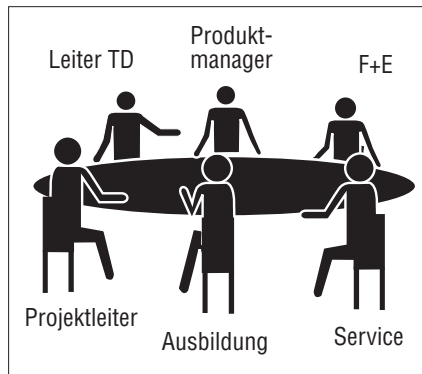 Leiter TD
Produkt-
manager
F+E
Projektleiter
Ausbildung
Service